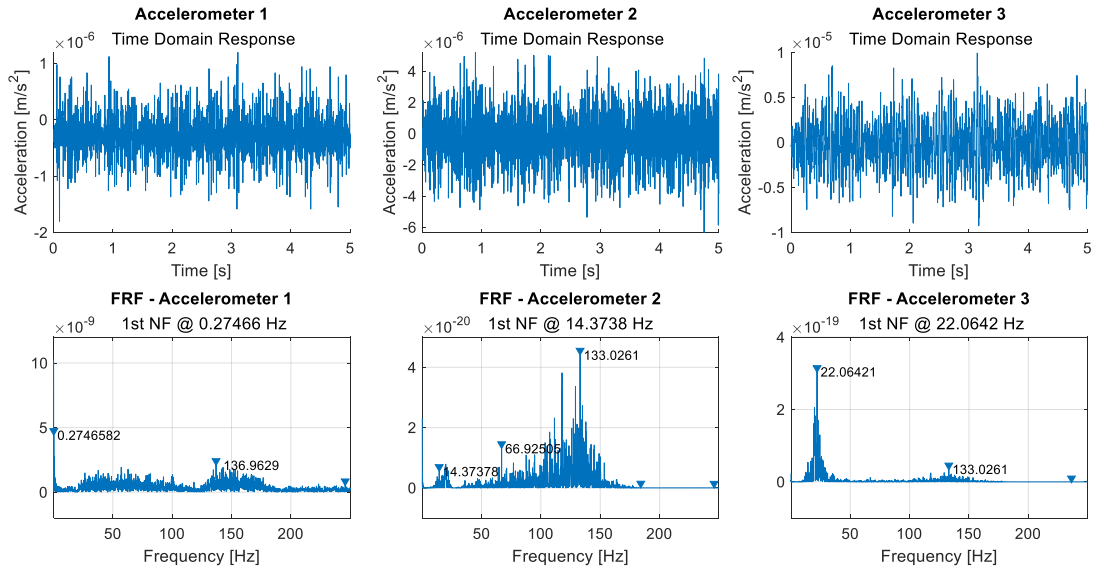 Accelerometer 1
Time Domain Response
×10⁻⁶
1
0
-1
-2
Acceleration [m/s²]
0 1 2 3 4 5
Time [s]
Accelerometer 2
Time Domain Response
×10⁻⁶
4
2
0
-2
-4
-6
Acceleration [m/s²]
0 1 2 3 4 5
Time [s]
Accelerometer 3
Time Domain Response
×10⁻⁵
1
0.5
0
-0.5
-1
Acceleration [m/s²]
0 1 2 3 4 5
Time [s]
FRF - Accelerometer 1
1st NF @ 0.27466 Hz
×10⁻⁹
10
5
0
0.2746582
136.9629
50 100 150 200
Frequency [Hz]
FRF - Accelerometer 2
1st NF @ 14.3738 Hz
×10⁻²⁰
4
2
0
133.0261
66.92505
14.37378
50 100 150 200
Frequency [Hz]
FRF - Accelerometer 3
1st NF @ 22.0642 Hz
×10⁻¹⁹
4
2
0
22.06421
133.0261
50 100 150 200
Frequency [Hz]